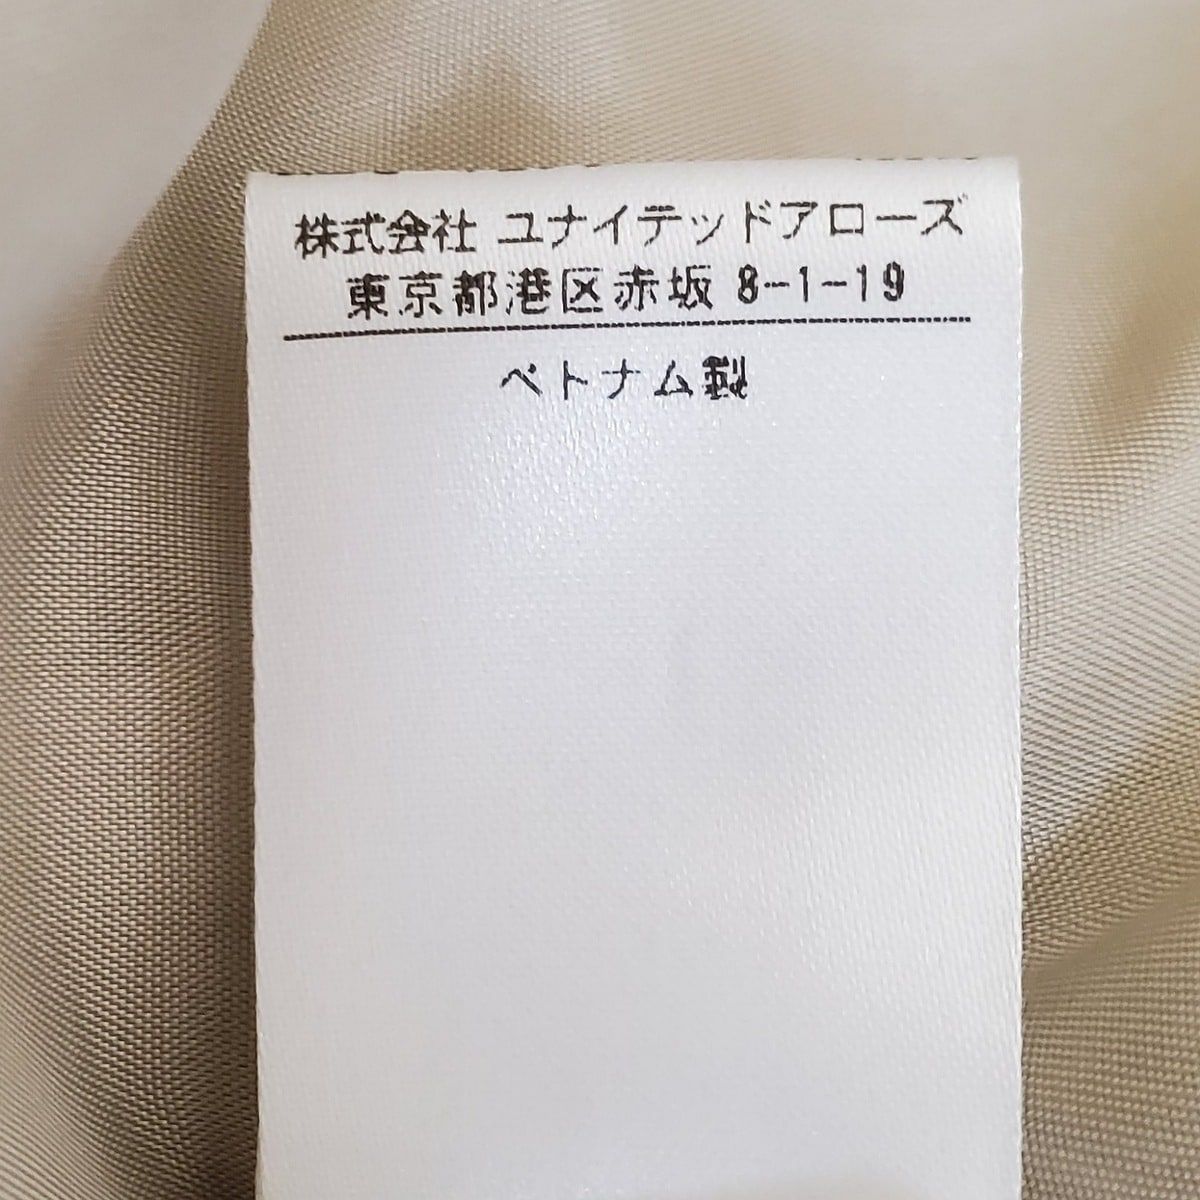 株式会社 ユナイテッドアローズ
東京都港区赤坂 8-1-19
ベトナム製